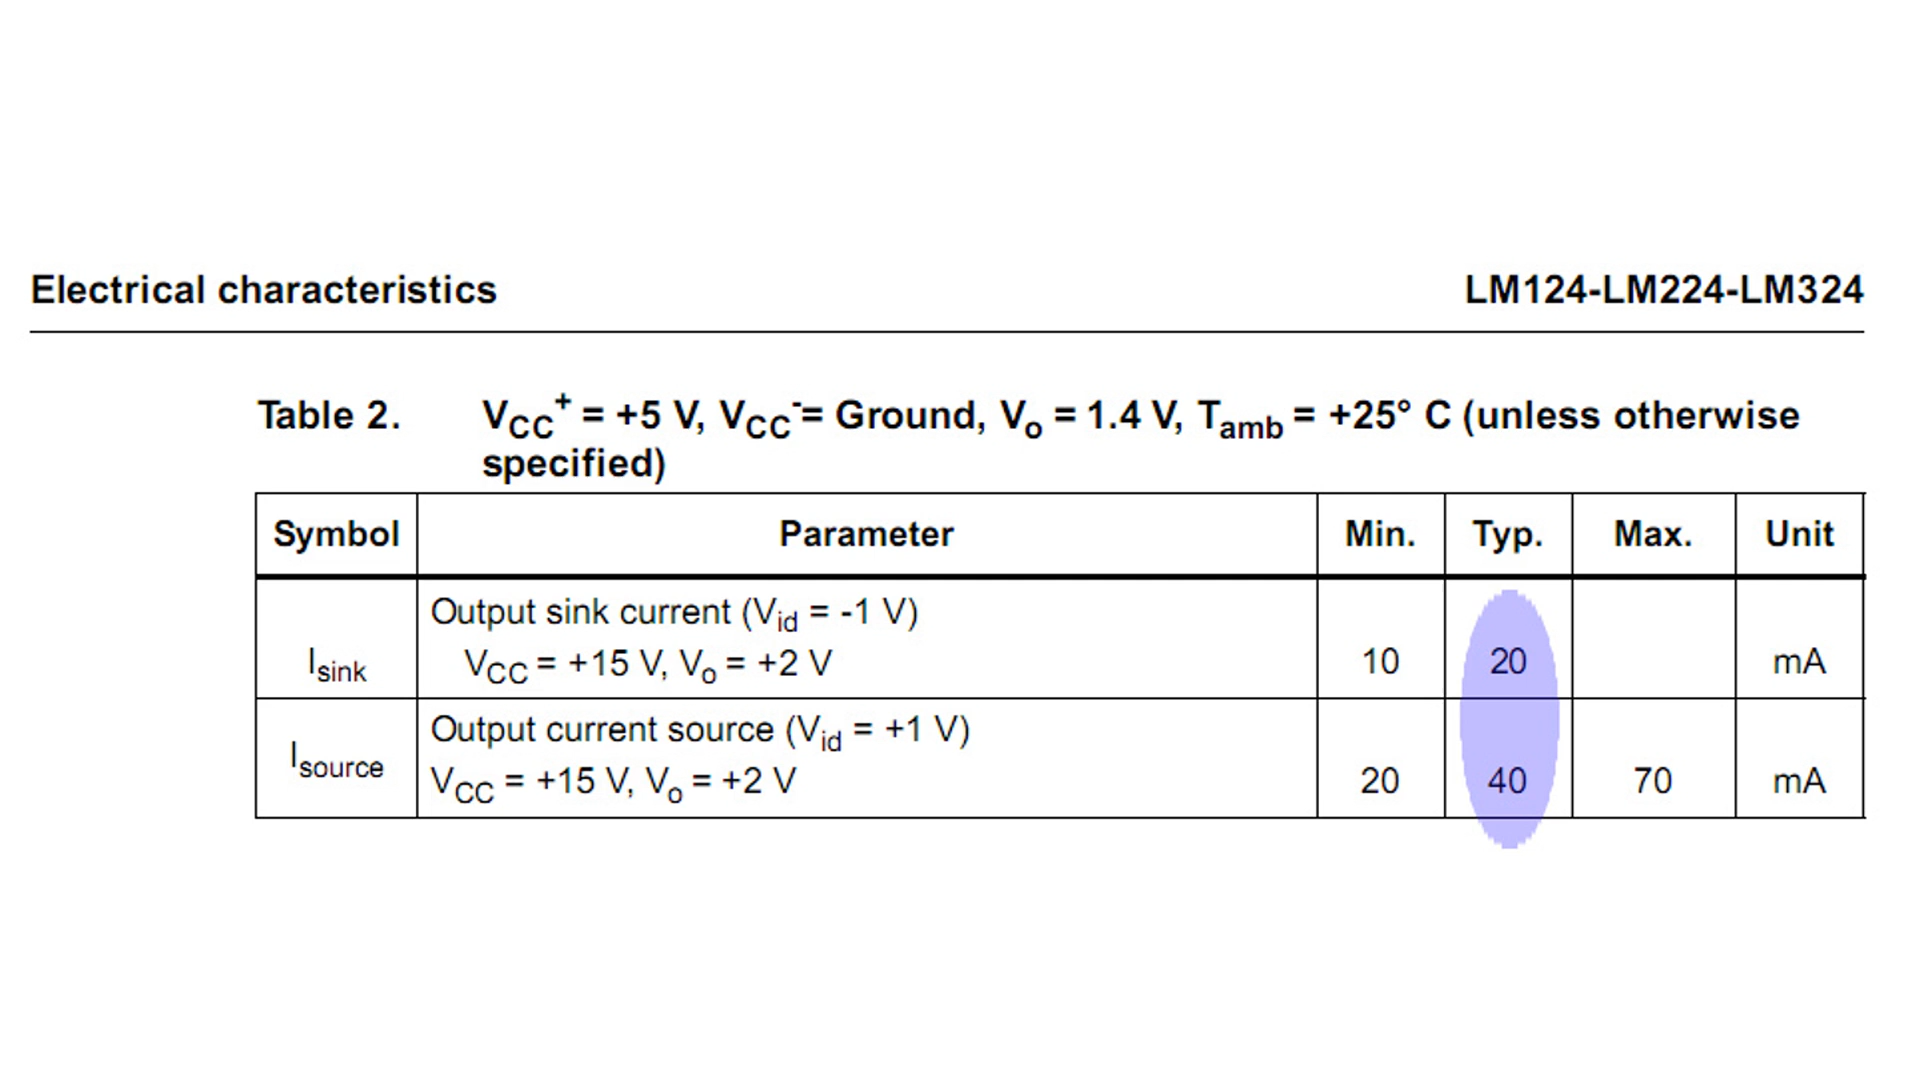 Electrical characteristics LM124-LM224-LM324
Table 2. VCC+ = +5 V, VCC-= Ground, Vo = 1.4 V, Tamb = +25° C (unless otherwise
specified)
Symbol Parameter Min. Typ. Max. Unit
Output sink current (Vid = -1 V)
Isink VCC = +15 V, Vo = +2 V 10 20 mA
Output current source (Vid = +1 V)
Isource VCC = +15 V, Vo = +2 V 20 40 70 mA